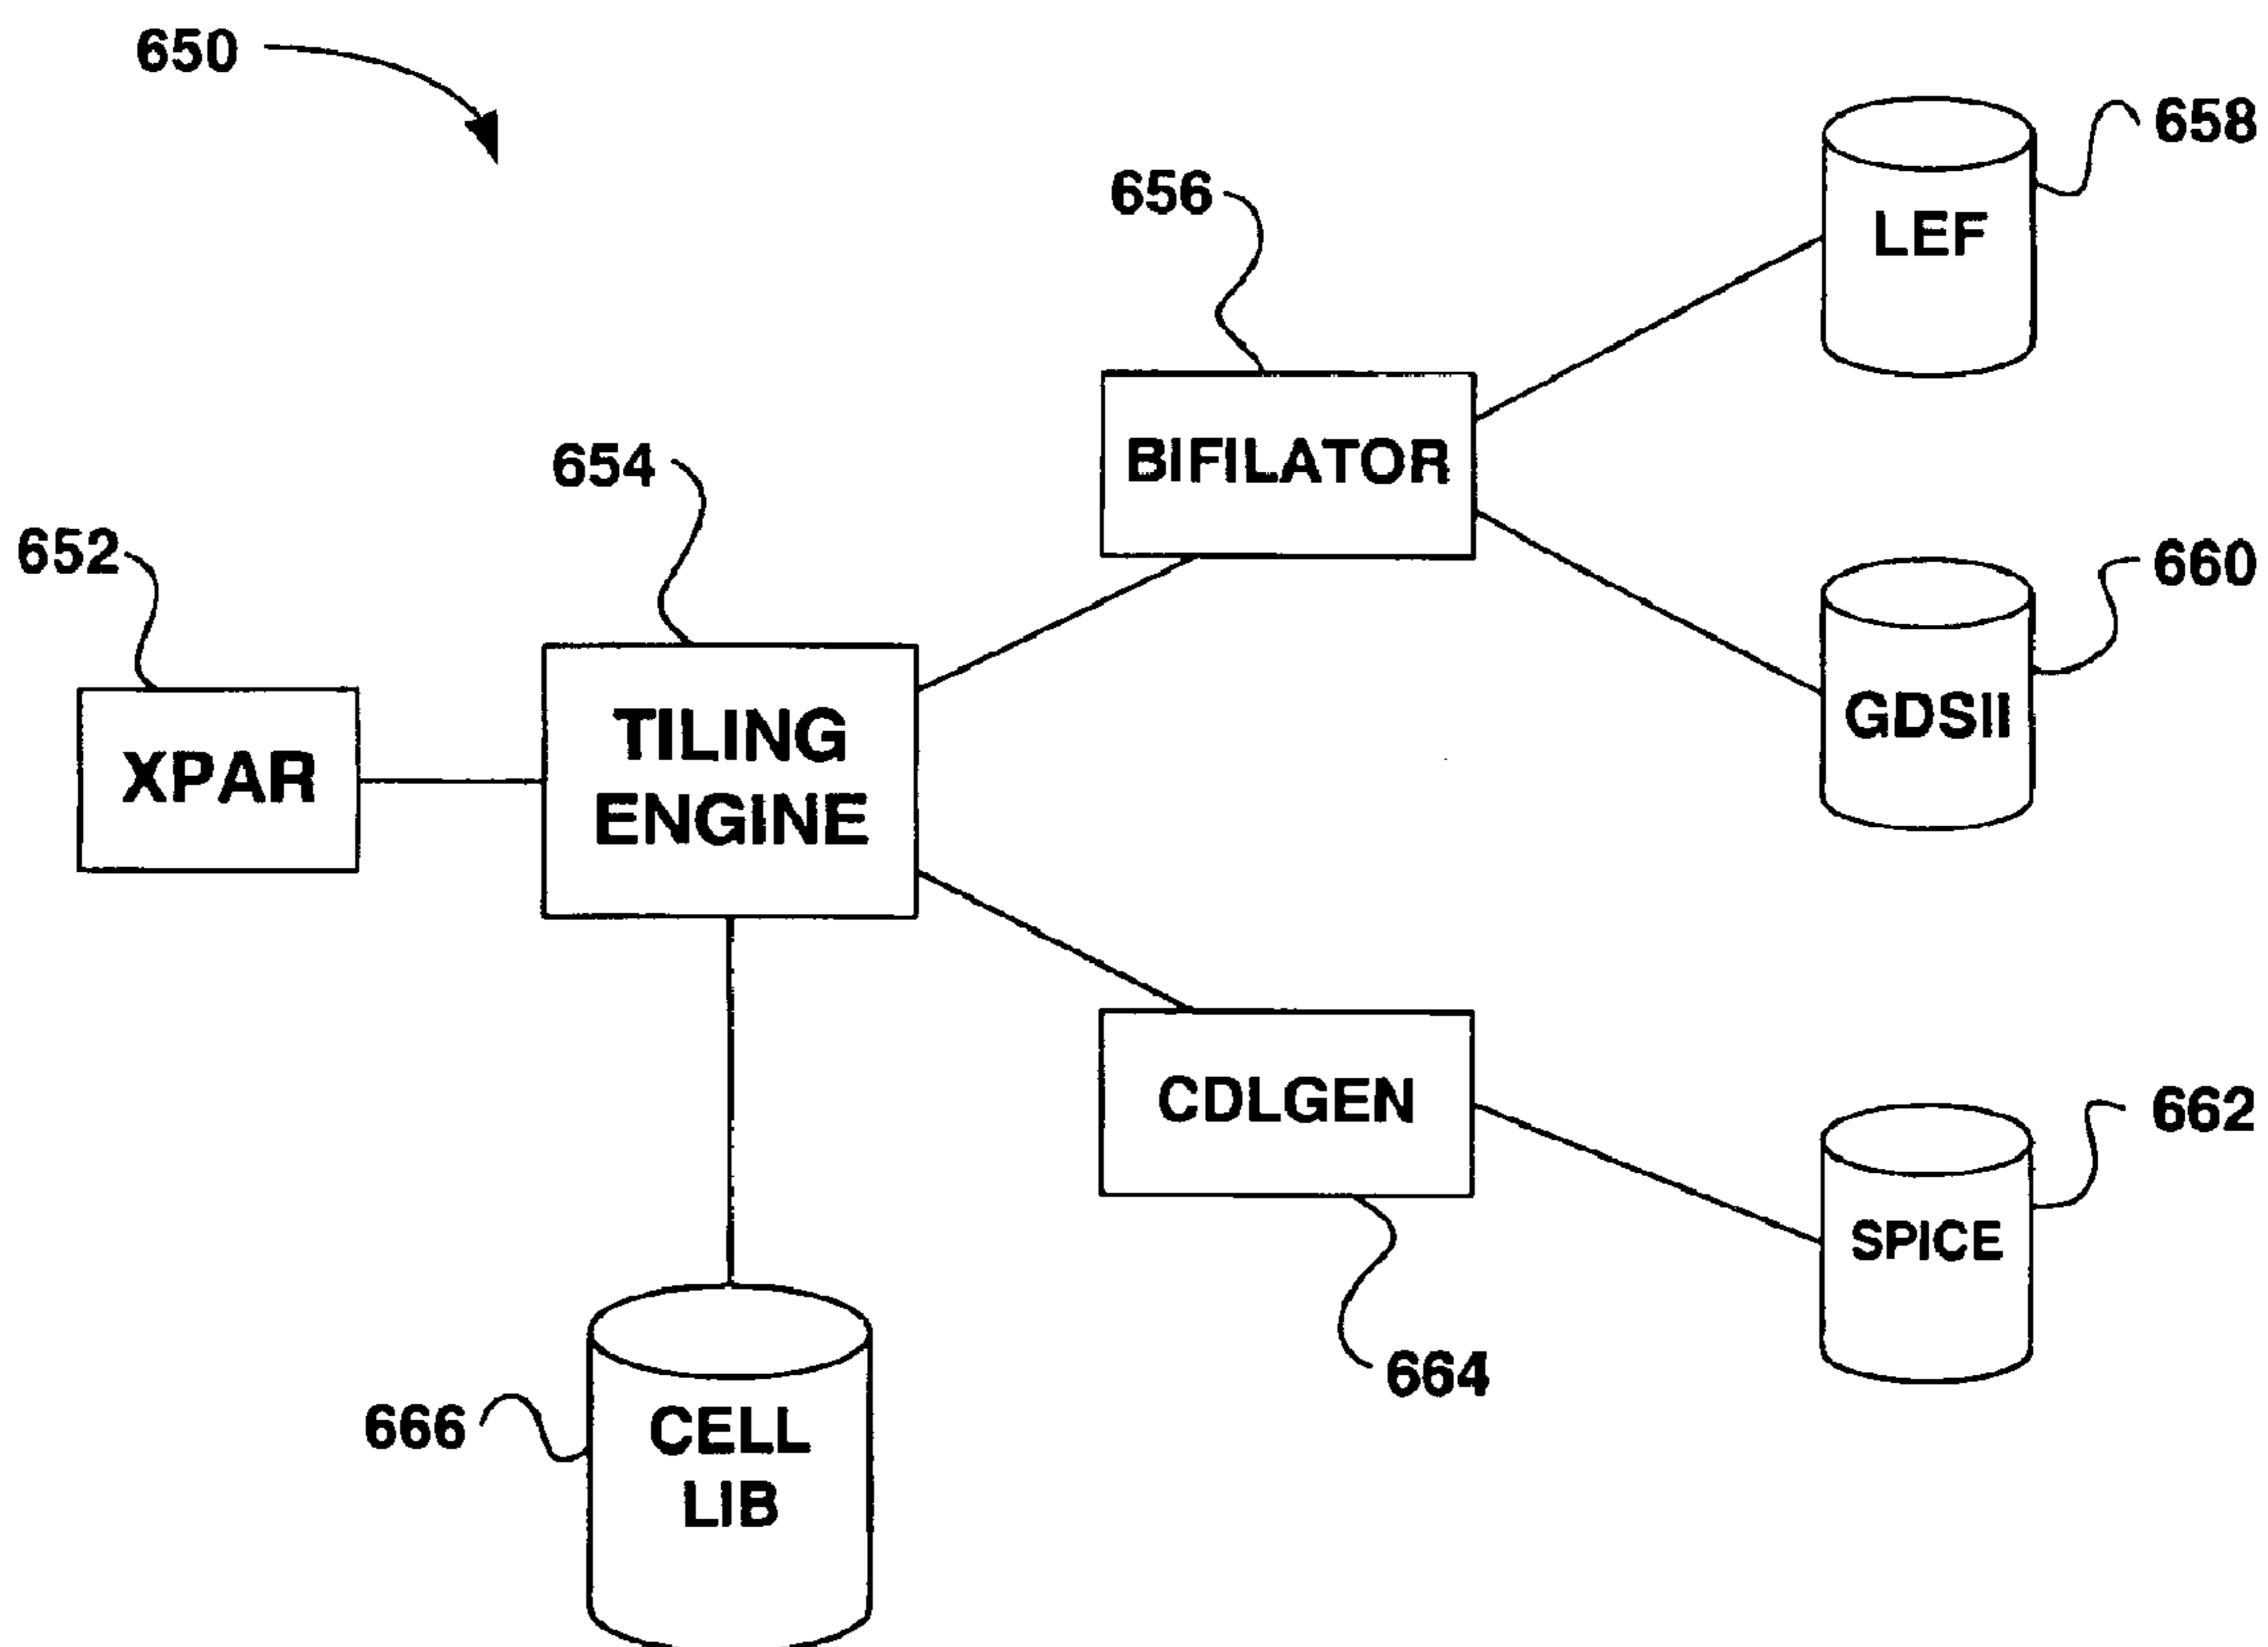 650
658
656
LEF
654
BIFILATOR
652
660
TILING
ENGINE
GDSII
XPAR
CDLGEN
662
SPICE
664
666
CELL
LIB